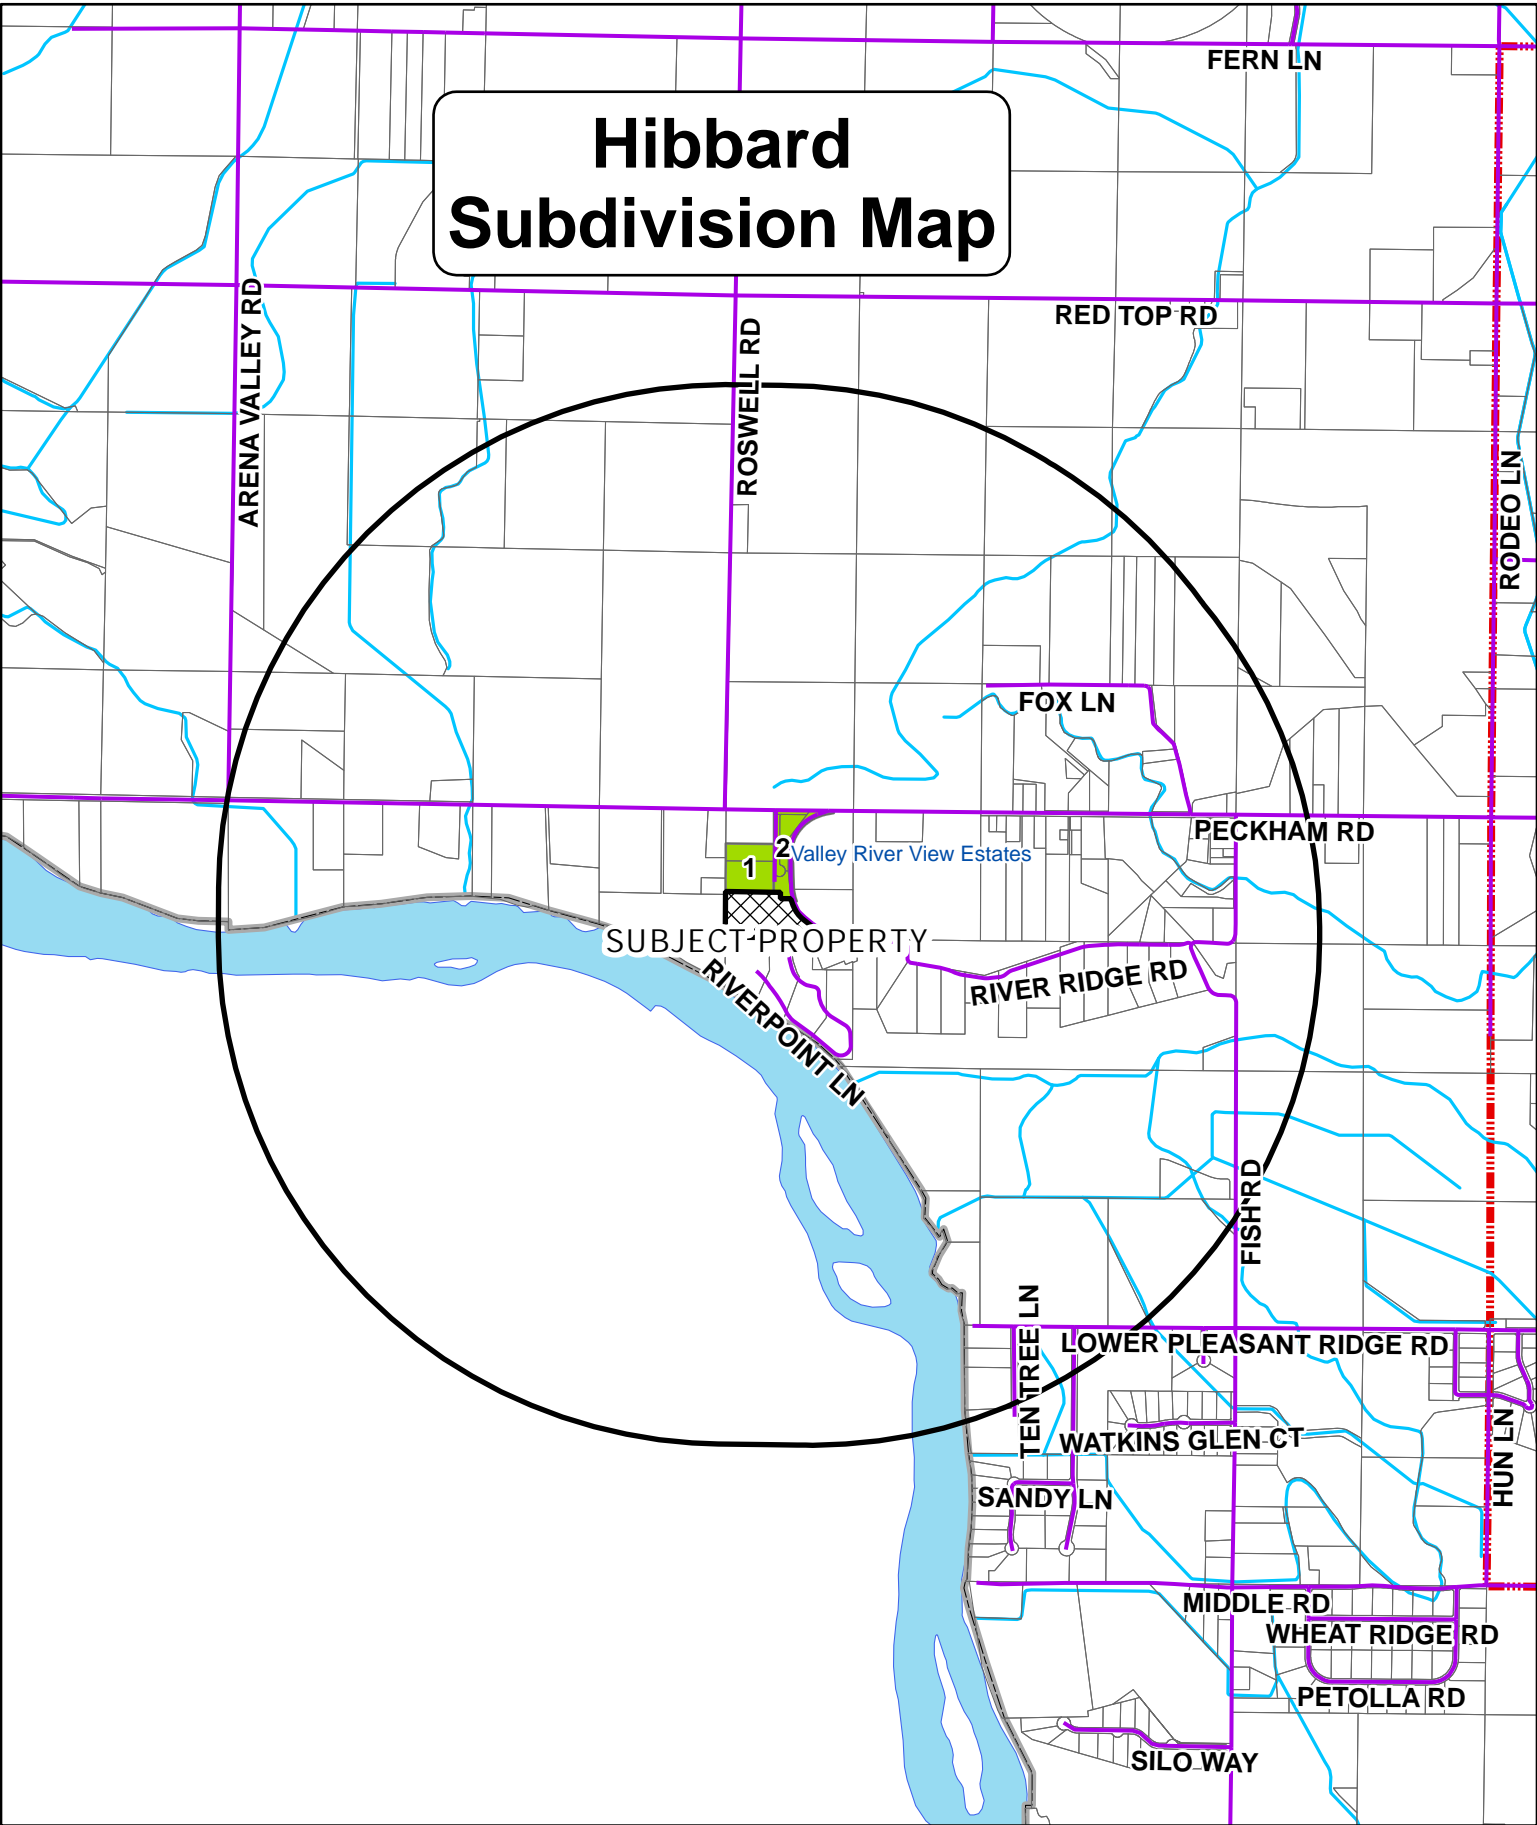 FERN LN
Hibbard
Subdivision Map
ARENA VALLEY RD
RED TOP RD
ROSWELL RD
RODEO LN
FOX LN
PECKHAM RD
2
Valley River View Estates
1
SUBJECT PROPERTY
RIVER RIDGE RD
RIVERPOINT LN
FISH RD
TEN TREE LN
LOWER PLEASANT RIDGE RD
WATKINS GLEN CT
HUN LN
SANDY LN
MIDDLE RD
WHEAT RIDGE RD
PETOLLA RD
SILO WAY